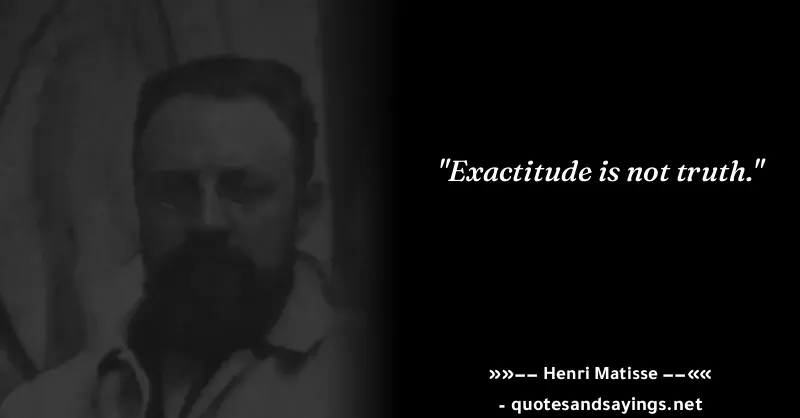 "Exactitude is not truth."
»»−− Henri Matisse −−««
- quotesandsayings.net